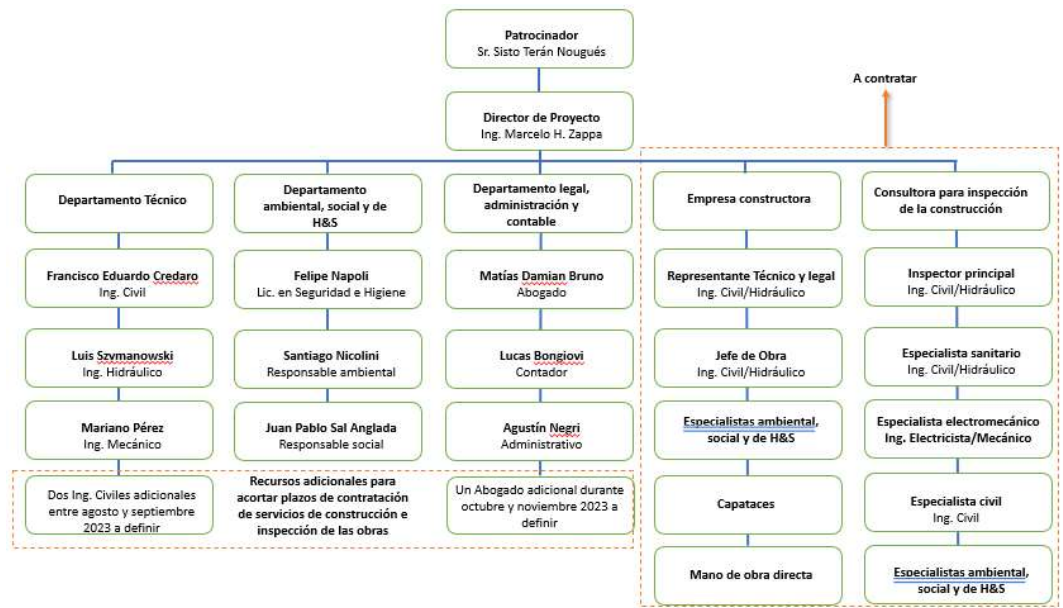 Patrocinador
Sr. Sisto Terán Nougués
A contratar
Director de Proyecto
Ing. Marcelo H. Zappa
Departamento Técnico
Departamento
ambiental, social y de
H&S
Departamento legal,
administración y
contable
Empresa constructora
Consultora para inspección
de la construcción
Francisco Eduardo Credaro
Ing. Civil
Felipe Napoli
Lic. en Seguridad e Higiene
Matías Damian Bruno
Abogado
Representante Técnico y legal
Ing. Civil/Hidráulico
Inspector principal
Ing. Civil/Hidráulico
Luis Szymanowski
Ing. Hidráulico
Santiago Nicolini
Responsable ambiental
Lucas Bongiovi
Contador
Jefe de Obra
Ing. Civil/Hidráulico
Especialista sanitario
Ing. Civil/Hidráulico
Mariano Pérez
Ing. Mecánico
Juan Pablo Sal Anglada
Responsable social
Agustín Negri
Administrativo
Especialistas ambiental,
social y de H&S
Especialista electromecánico
Ing. Electricista/Mecánico
Dos Ing. Civiles adicionales
entre agosto y septiembre
2023 a definir
Recursos adicionales para
acortar plazos de contratación
de servicios de construcción e
inspección de las obras
Un Abogado adicional durante
octubre y noviembre 2023 a
definir
Capataces
Especialista civil
Ing. Civil
Mano de obra directa
Especialistas ambiental,
social y de H&S